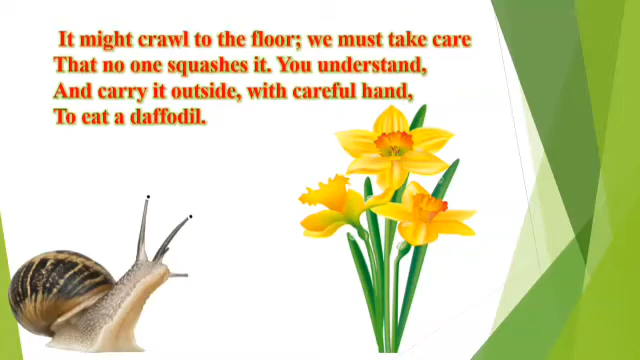 It might crawl to the floor; we must take care
That no one squashes it. You understand,
And carry it outside, with careful hand,
To eat a daffodil.